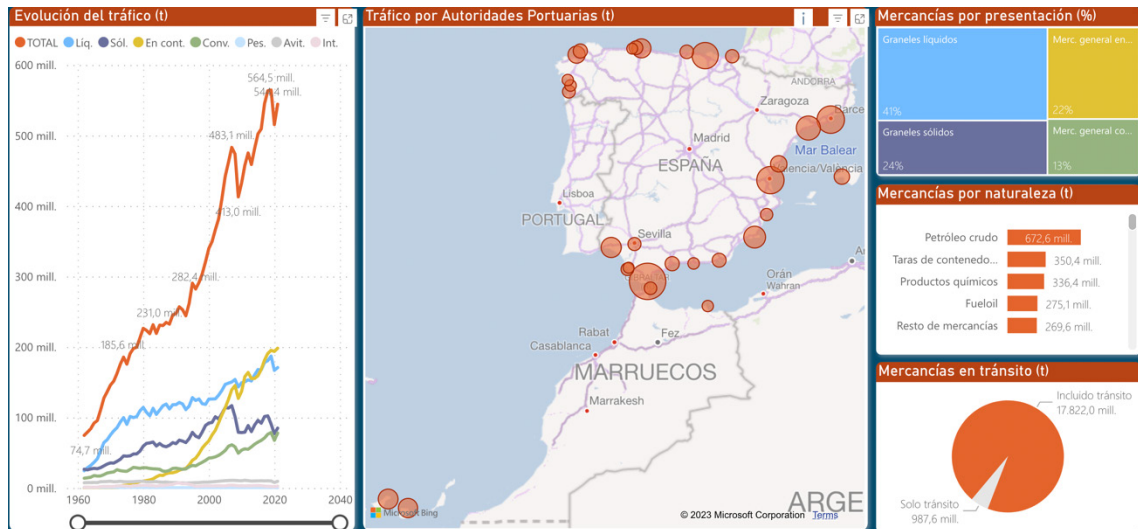 Evolución del tráfico (t)
TOTAL Liq. Sól. En cont. Conv. Pes. Avit. Int.
600 mill.
500 mill.
400 mill.
300 mill.
200 mill.
100 mill.
0 mill.
564,5 mill.
483,1 mill.
413,0 mill.
282,4 mill.
231,0 mill.
185,6 mill.
74,7 mill.
1960 1980 2000 2020 2040
Tráfico por Autoridades Portuarias (t)
ANDORRA
Zaragoza
Barce
Madrid
Mar Balear
ESPAÑA
Valencia/València
Lisboa
PORTUGAL
Sevilla
Orán
Wahran
Rabat
Fez
Casablanca
MARRUECOS
Marrakesh
ARGE
Microsoft Bing
© 2023 Microsoft Corporation Terms
Mercancías por presentación (%)
Graneles líquidos
41%
Merc. general en...
22%
Graneles sólidos
24%
Merc. general co...
13%
Mercancías por naturaleza (t)
Petróleo crudo 672,6 mill.
Taras de contenedo... 350,4 mill.
Productos químicos 336,4 mill.
Fueloil 275,1 mill.
Resto de mercancías 269,6 mill.
Mercancías en tránsito (t)
Incluido tránsito
17.822,0 mill.
Solo tránsito
987,6 mill.